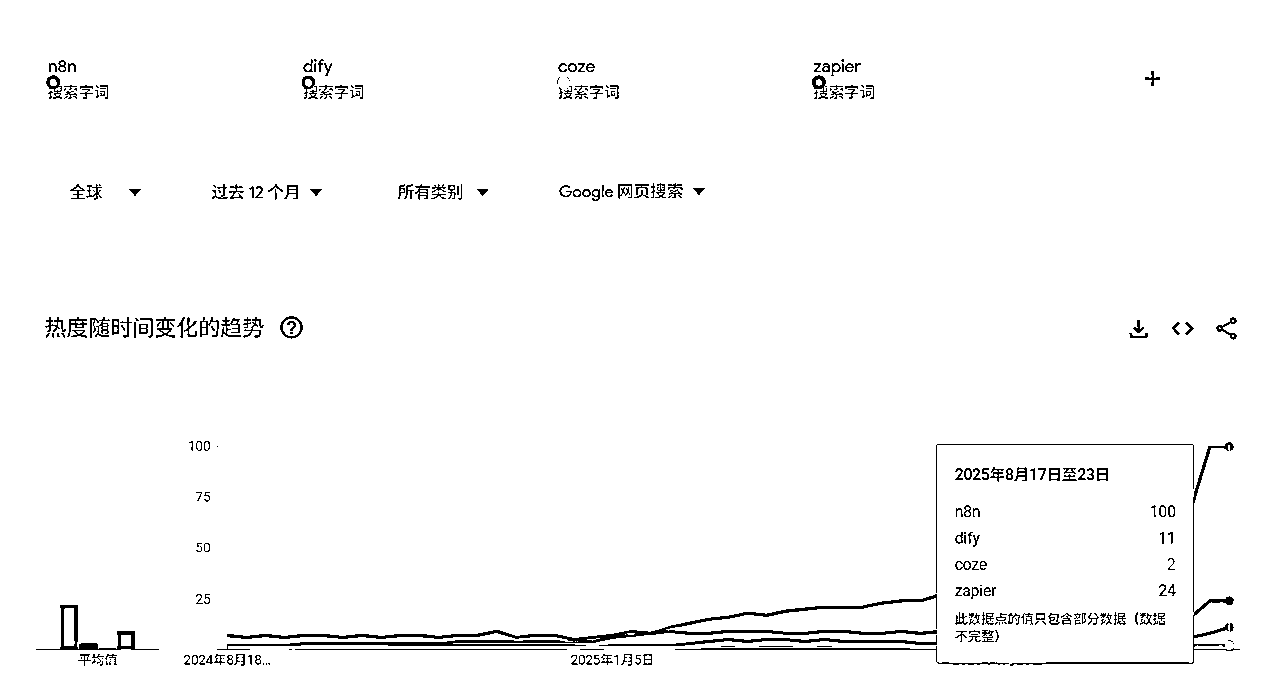 n8n
搜索字词
dify
搜索字词
coze
搜索字词
zapier
搜索字词
全球
过去 12 个月
所有类别
Google 网页搜索
热度随时间变化的趋势
100
75
50
25
平均值
2024年8月18...
2025年1月5日
2025年8月17日至23日
n8n 100
dify 11
coze 2
zapier 24
此数据点的值只包含部分数据（数据
不完整）